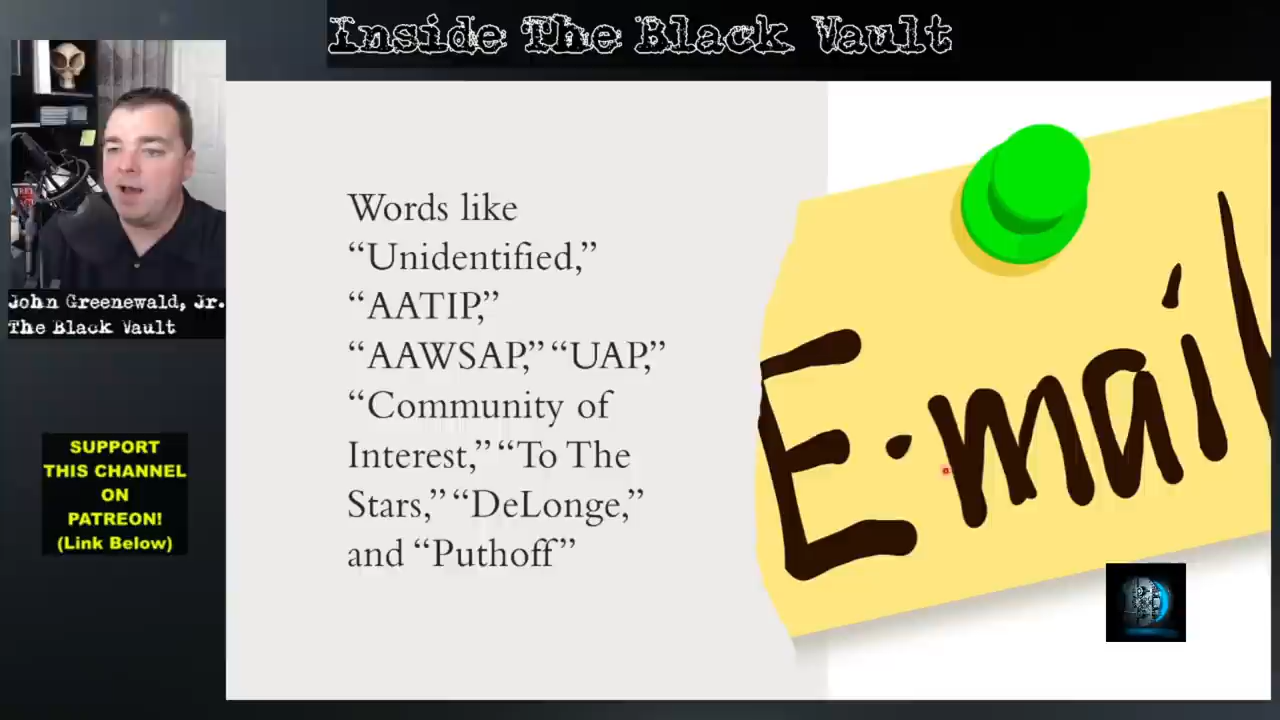 Inside The Black Vault
John Greenewald, Jr.
The Black Vault
SUPPORT
THIS CHANNEL
ON
PATREON!
(Link Below)
Words like
“Unidentified,”
“AATIP,”
“AAWSAP,” “UAP,”
“Community of
Interest,” “To The
Stars,” “DeLonge,”
and “Puthoff”
E-mail